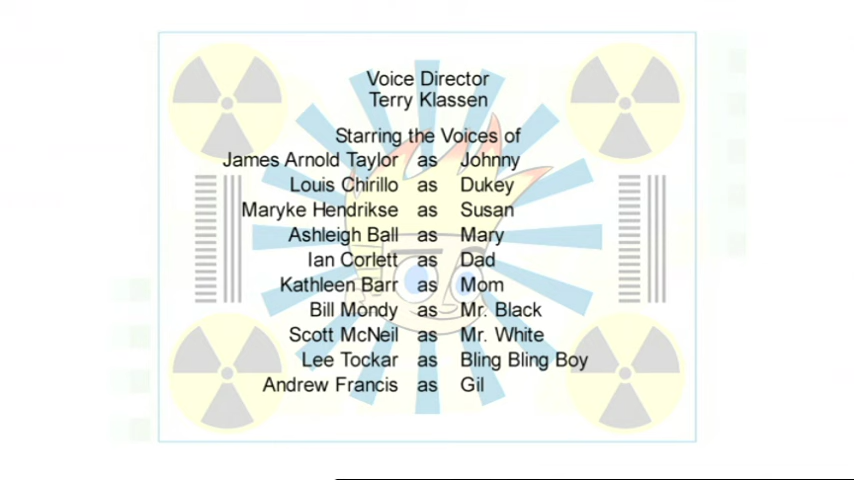 Voice Director
Terry Klassen
Starring the Voices of
James Arnold Taylor as Johnny
Louis Chirillo as Dukey
Maryke Hendrikse as Susan
Ashleigh Ball as Mary
Ian Corlett as Dad
Kathleen Barr as Mom
Bill Mondy as Mr. Black
Scott McNeil as Mr. White
Lee Tockar as Bling Bling Boy
Andrew Francis as Gil